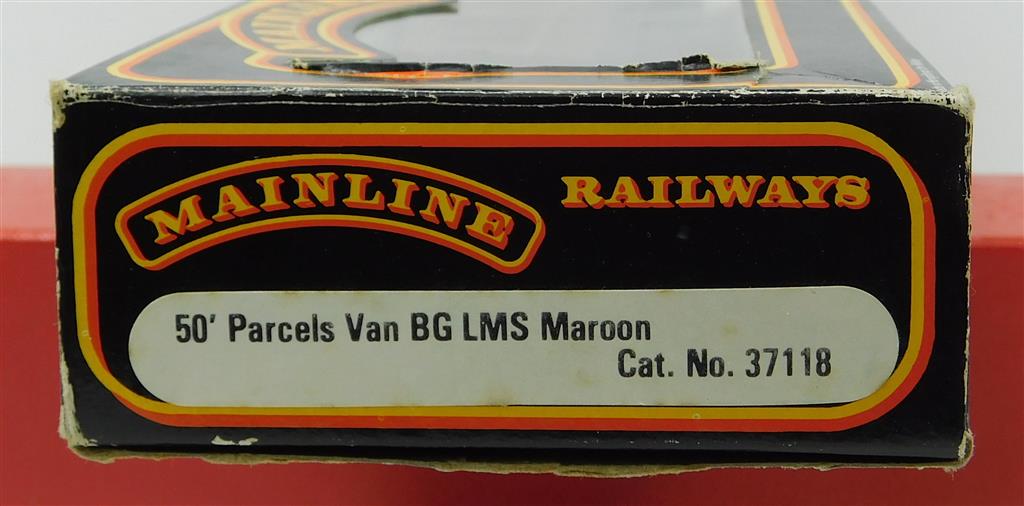 MAINLINE RAILWAYS
50' Parcels Van BG LMS Maroon
Cat. No. 37118